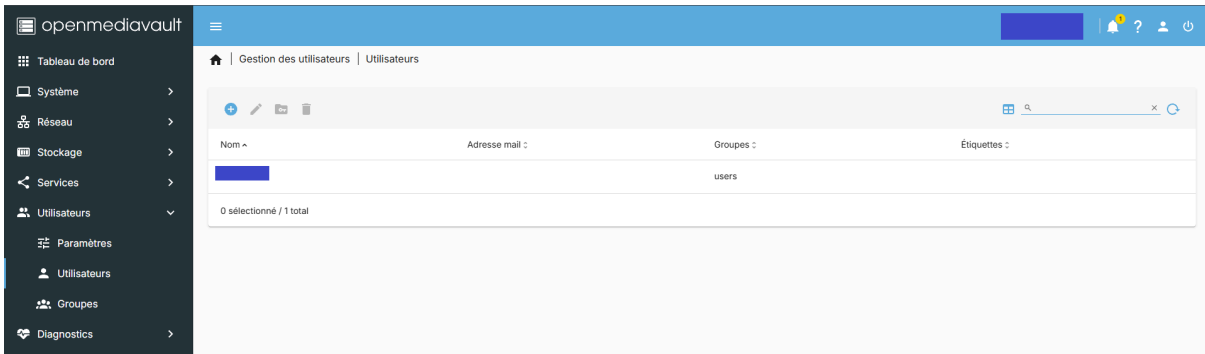 openmediavault
1
?
Tableau de bord
Gestion des utilisateurs | Utilisateurs
Système
Réseau
Stockage
Services
Utilisateurs
Paramètres
Utilisateurs
Groupes
Diagnostics
Nom
Adresse mail
Groupes
Étiquettes
users
0 sélectionné / 1 total